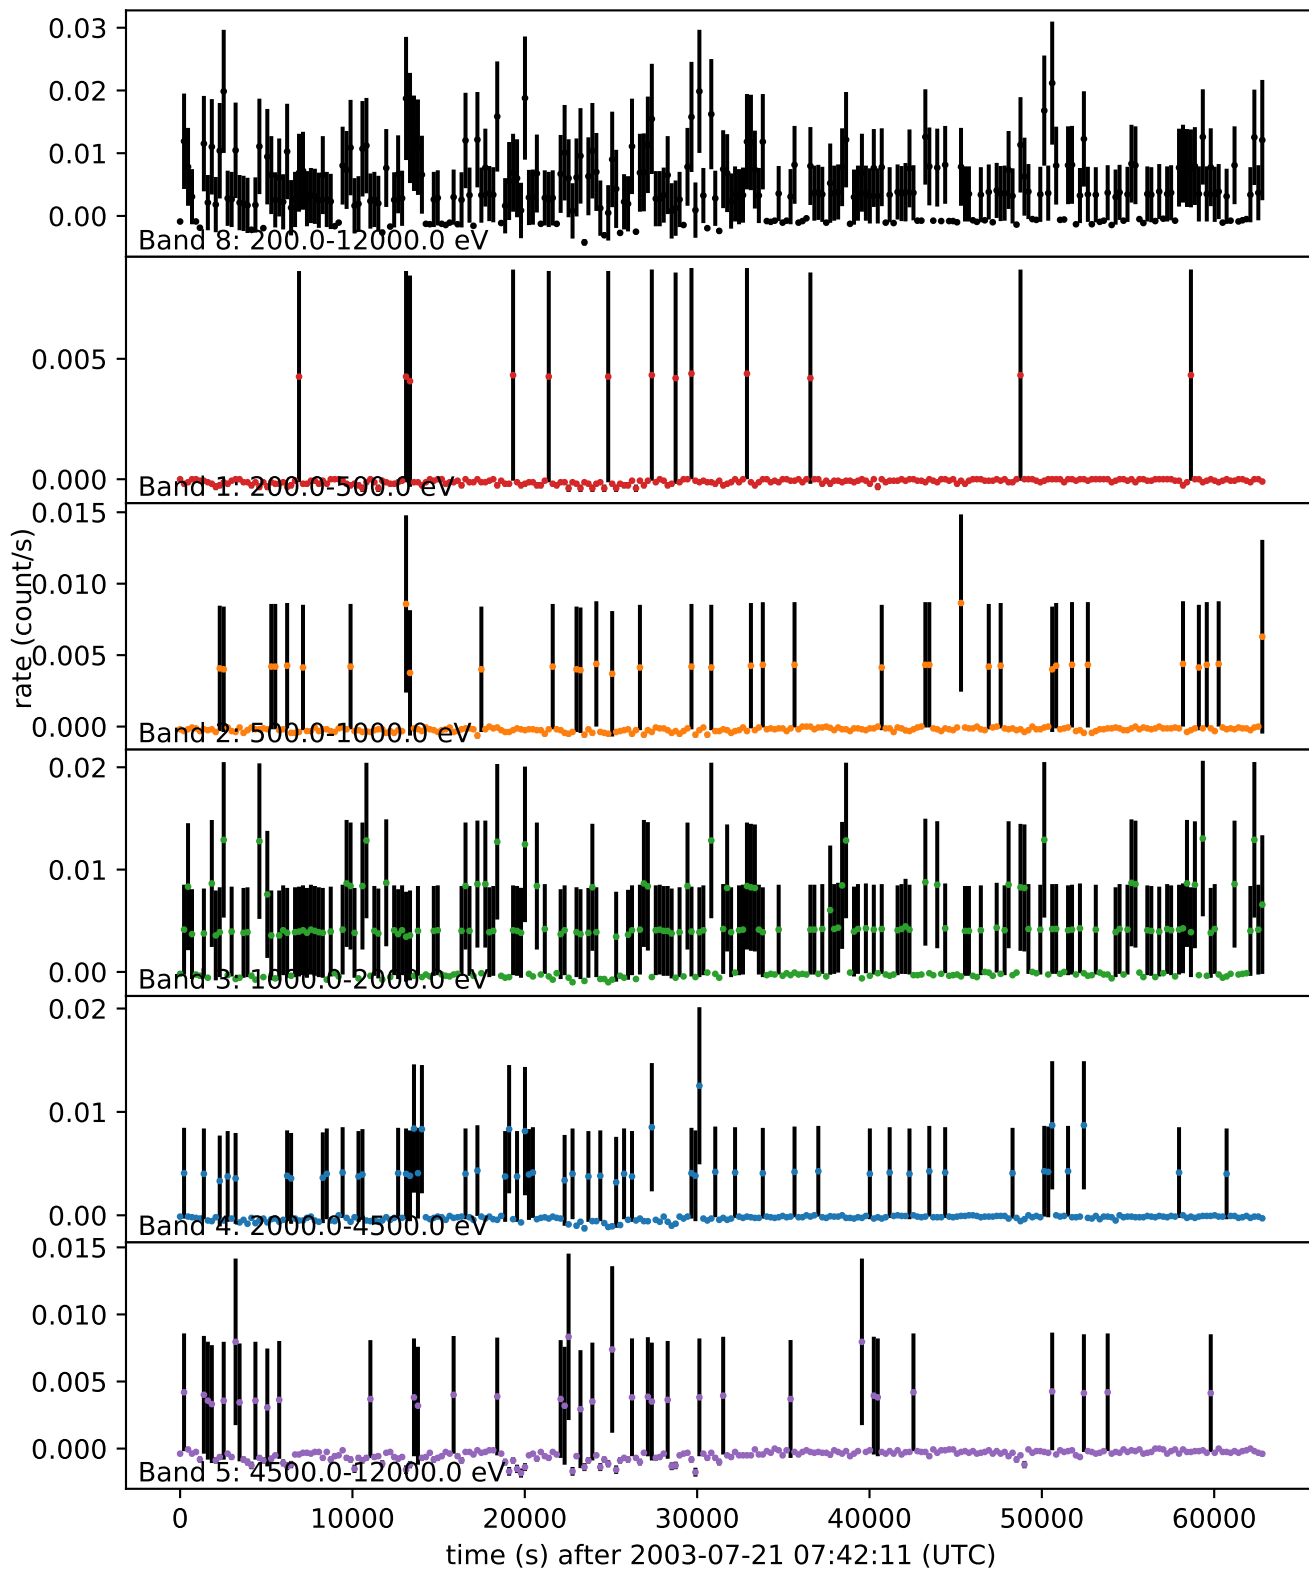 0.03
0.02
0.01
0.00
Band 8: 200.0-12000.0 eV
0.005
0.000
Band 1: 200.0-500.0 eV
rate (count/s)
0.015
0.010
0.005
0.000
Band 2: 500.0-1000.0 eV
0.02
0.01
0.00
Band 3: 1000.0-2000.0 eV
0.02
0.01
0.00
Band 4: 2000.0-4500.0 eV
0.015
0.010
0.005
0.000
Band 5: 4500.0-12000.0 eV
0 10000 20000 30000 40000 50000 60000
time (s) after 2003-07-21 07:42:11 (UTC)